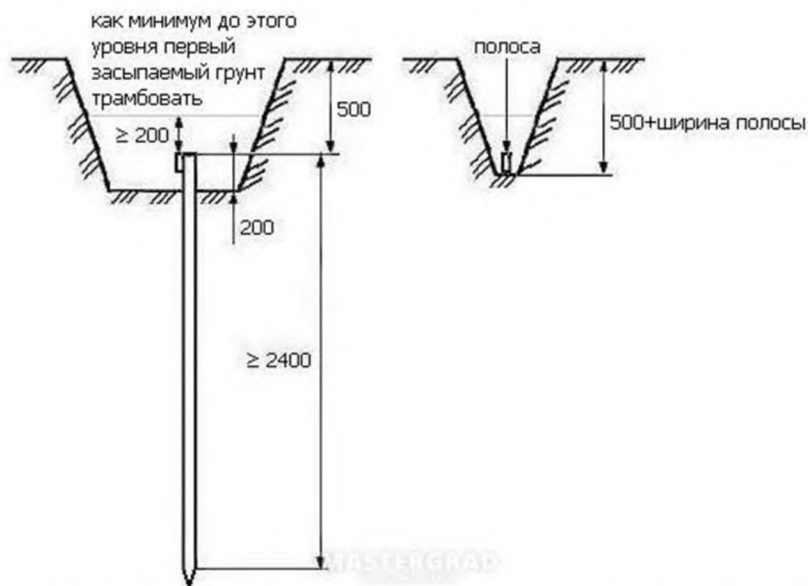 как минимум до этого
уровня первый
засыпаемый грунт
трамбовать
полоса
500
500+ширина полосы
≥ 200
200
≥ 2400
MASTERGRAD